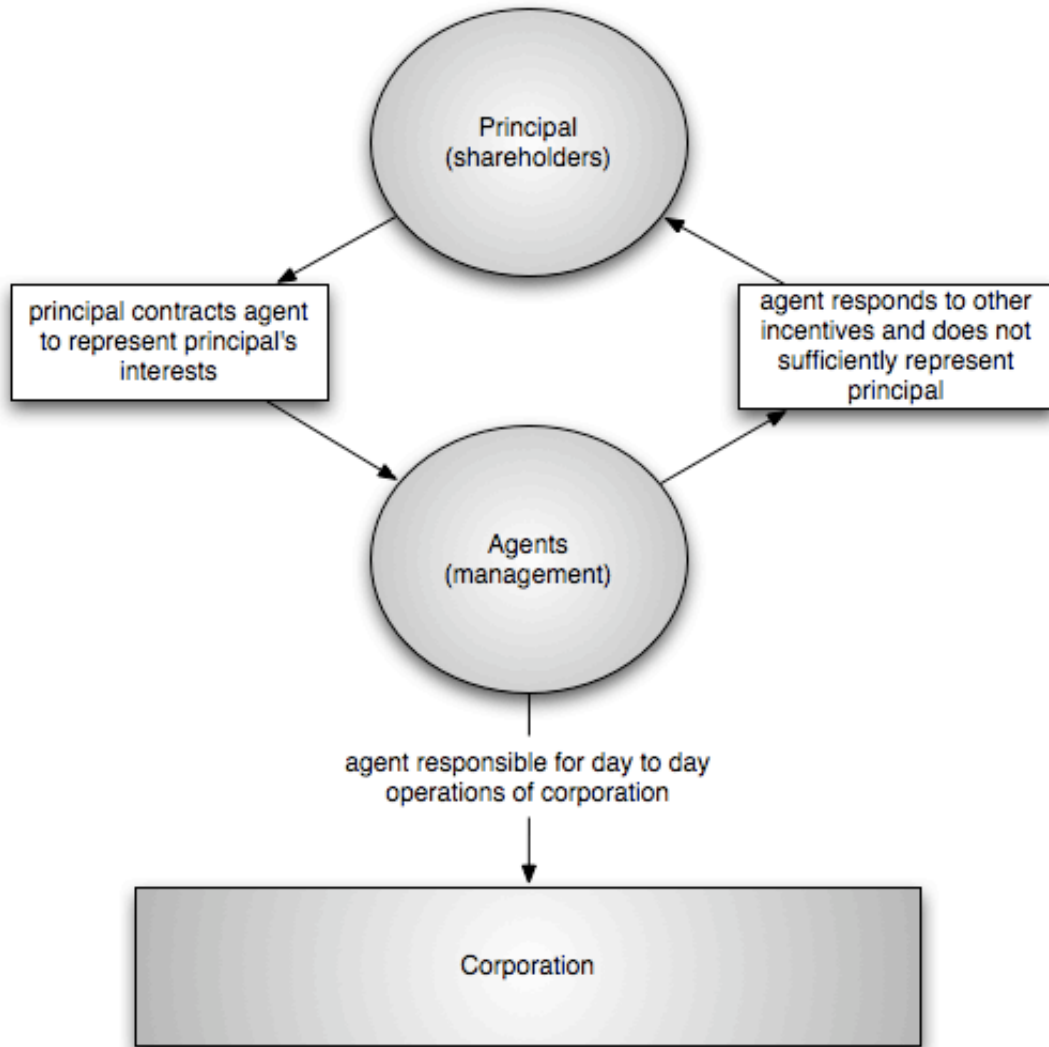 Principal
(shareholders)
principal contracts agent
to represent principal's
interests
agent responds to other
incentives and does not
sufficiently represent
principal
Agents
(management)
agent responsible for day to day
operations of corporation
Corporation